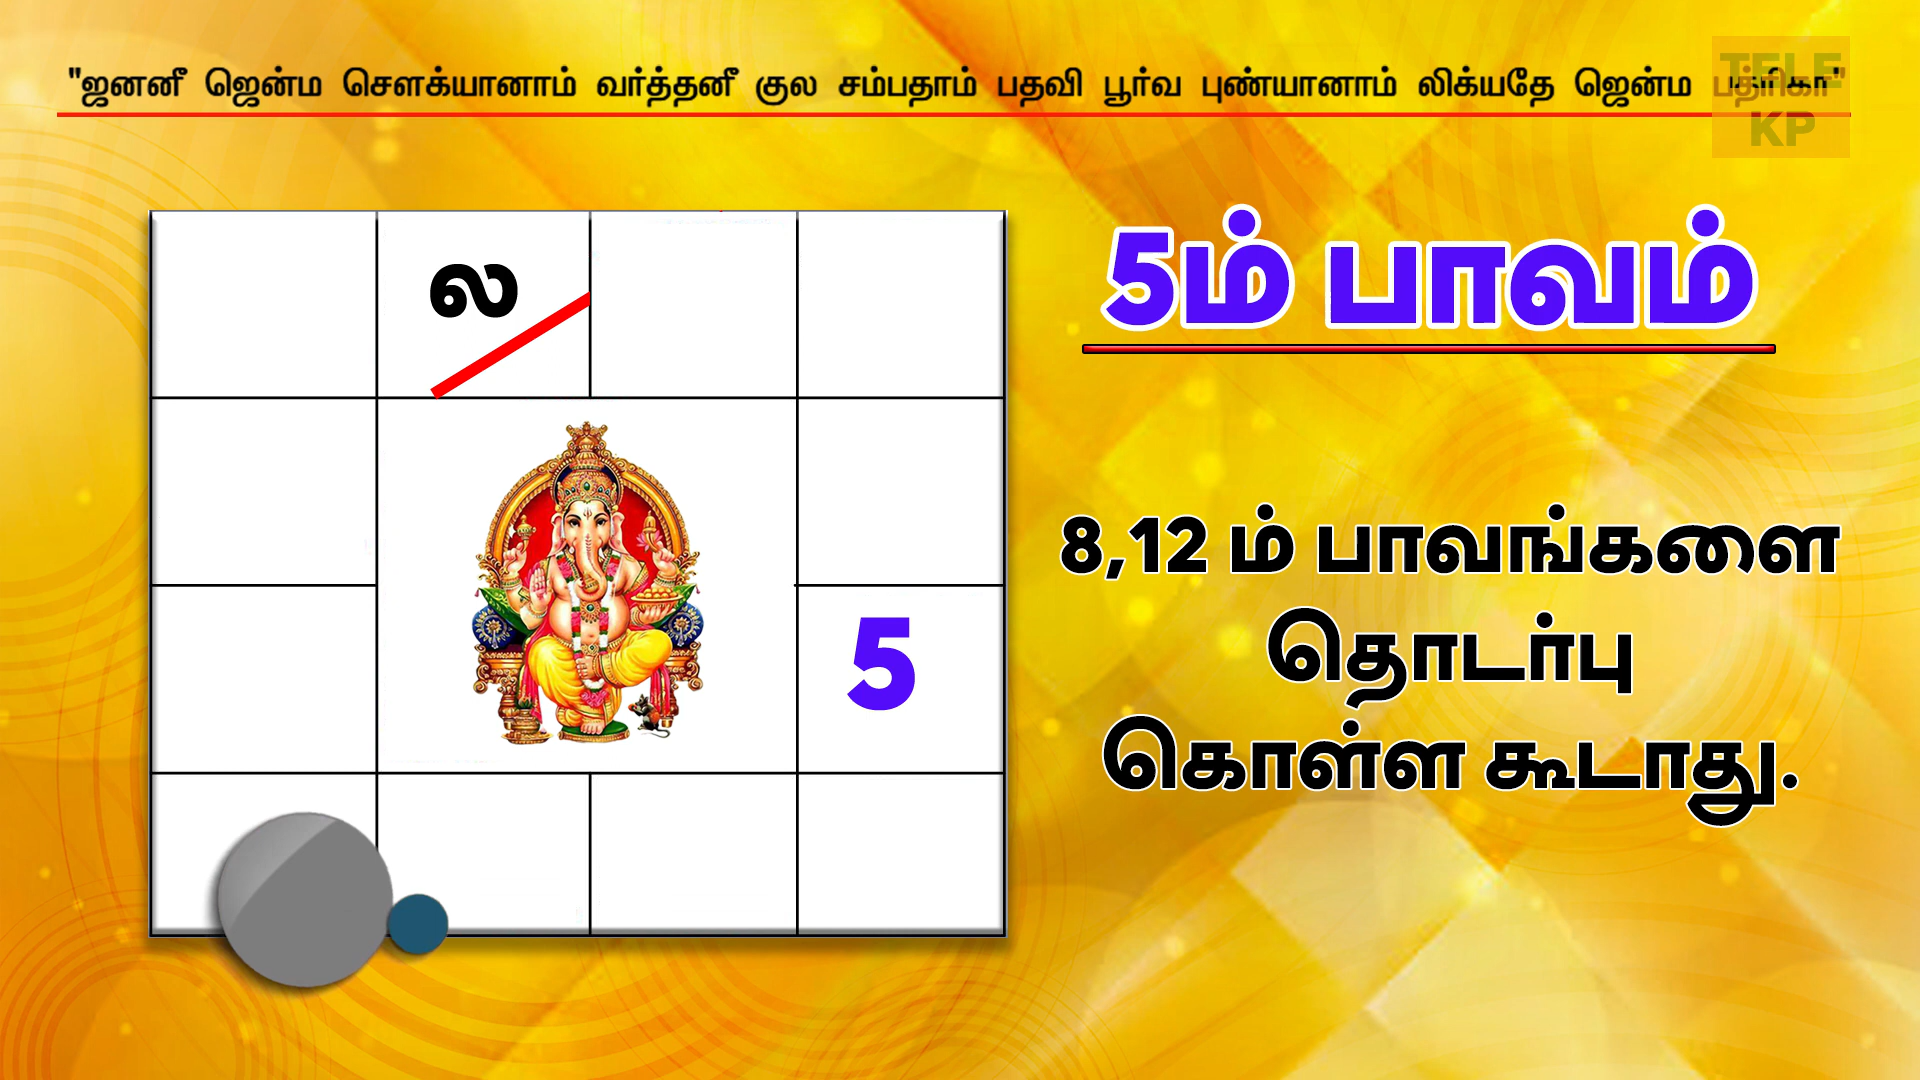 "ஜனனீ ஜென்ம சௌக்யானாம் வர்த்தனீ குல சம்பதாம் பதவி பூர்வ புண்யானாம் லிக்யதே ஜென்ம பத்ரிகா"
TELE
KP
ல
5ம் பாவம்
8,12 ம் பாவங்களை
தொடர்பு
கொள்ள கூடாது.
5